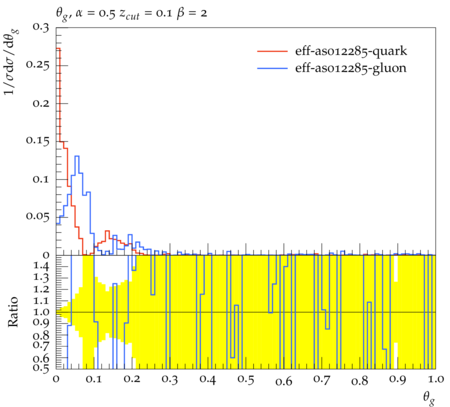 θg, α = 0.5 zcut = 0.1 β = 2
1/σdσ/dθg
0.3
0.25
0.2
0.15
0.1
0.05
0
eff-as012285-quark
eff-as012285-gluon
Ratio
1.4
1.3
1.2
1.1
1.0
0.9
0.8
0.7
0.6
0.5
0 0.1 0.2 0.3 0.4 0.5 0.6 0.7 0.8 0.9 1.0
θg